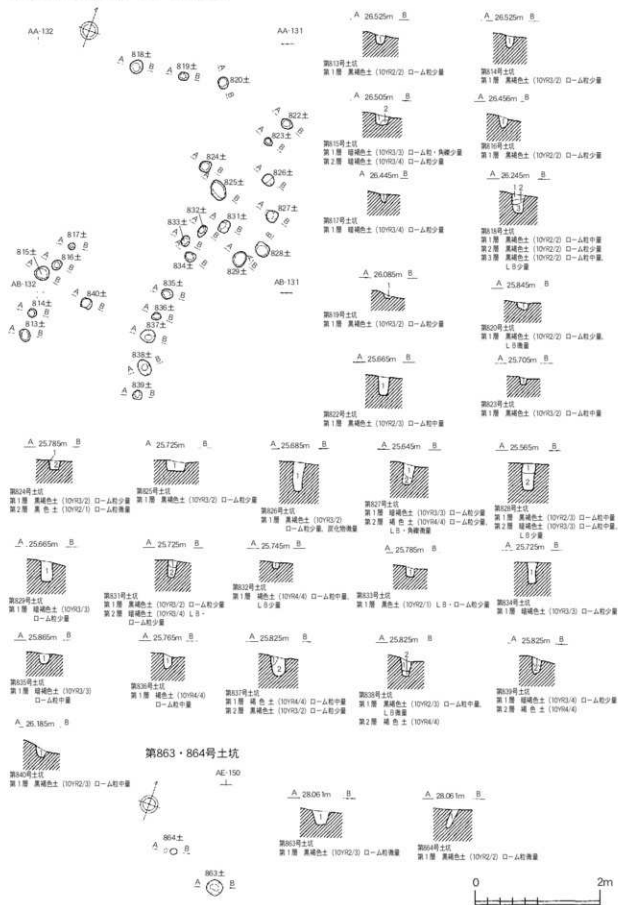 AA-132
AA-131
818土
819土
820土
822土
823土
824土
825土
826土
827土
828土
829土
831土
832土
833土
834土
817土
816土
815土
AB-132
AB-131
814土
813土
840土
835土
836土
837土
838土
839土
A 26.525m B
第813号土坑
第1層 黒褐色土 (10YR2/2) ローム粒少量
A 26.525m B
第814号土坑
第1層 黒褐色土 (10YR2/2) ローム粒少量
A 26.505m B
第815号土坑
第1層 暗褐色土 (10YR3/3) ローム粒・角礫少量
第2層 暗褐色土 (10YR3/4) ローム粒少量
A 26.456m B
第816号土坑
第1層 黒褐色土 (10YR2/2) ローム粒少量
A 26.445m B
第817号土坑
第1層 暗褐色土 (10YR3/4) ローム粒少量
A 26.245m B
第818号土坑
第1層 黒褐色土 (10YR2/2) ローム粒中量
第2層 黒褐色土 (10YR2/2) ローム粒少量
第3層 黒褐色土 (10YR2/2) ローム粒中量、
LB少量
A 26.085m B
第819号土坑
第1層 黒褐色土 (10YR3/2) ローム粒少量
A 25.845m B
第820号土坑
第1層 黒褐色土 (10YR2/2) ローム粒少量、
LB微量
A 25.665m B
第822号土坑
第1層 黒褐色土 (10YR2/3) ローム粒中量
A 25.705m B
第823号土坑
第1層 黒褐色土 (10YR3/2) ローム粒中量
A 25.785m B
第824号土坑
第1層 黒褐色土 (10YR3/2) ローム粒少量
第2層 黒色土 (10YR2/1) ローム粒微量
A 25.725m B
第825号土坑
第1層 黒褐色土 (10YR3/2) ローム粒少量
A 25.685m B
第826号土坑
第1層 黒褐色土 (10YR3/2)
ローム粒少量、炭化物微量
A 25.645m B
第827号土坑
第1層 暗褐色土 (10YR3/3) ローム粒少量
第2層 褐色土 (10YR4/4) ローム粒少量、
LB・角礫微量
A 25.565m B
第828号土坑
第1層 黒褐色土 (10YR2/3) ローム粒中量
第2層 黒褐色土 (10YR2/3) ローム粒中量、
LB少量
A 25.665m B
第829号土坑
第1層 暗褐色土 (10YR3/3)
ローム粒少量
A 25.725m B
第831号土坑
第1層 黒褐色土 (10YR3/2) ローム粒少量
第2層 暗褐色土 (10YR3/4) LB・
ローム粒少量
A 25.745m B
第832号土坑
第1層 褐色土 (10YR4/4) ローム粒中量、
LB少量
A 25.785m B
第833号土坑
第1層 黒色土 (10YR2/1) LB・ローム粒少量
A 25.725m B
第834号土坑
第1層 暗褐色土 (10YR3/3) ローム粒少量
A 25.865m B
第835号土坑
第1層 暗褐色土 (10YR3/3)
ローム粒中量
A 25.765m B
第836号土坑
第1層 褐色土 (10YR4/4)
ローム粒中量
A 25.825m B
第837号土坑
第1層 褐色土 (10YR4/4) ローム粒中量
第2層 黒褐色土 (10YR3/2) ローム粒少量
A 25.825m B
第838号土坑
第1層 黒褐色土 (10YR2/3) ローム粒中量、
LB微量
第2層 褐色土 (10YR4/4)
A 25.825m B
第839号土坑
第1層 暗褐色土 (10YR3/4) ローム粒少量
第2層 褐色土 (10YR4/4)
A 26.185m B
第840号土坑
第1層 黒褐色土 (10YR2/3) ローム粒中量
第863・864号土坑
AE-150
864土
A B
863土
A B
A 28.061m B
第863号土坑
第1層 黒褐色土 (10YR2/3) ローム粒微量
A 28.061m B
第864号土坑
第1層 黒褐色土 (10YR2/2) ローム粒微量
0 2m